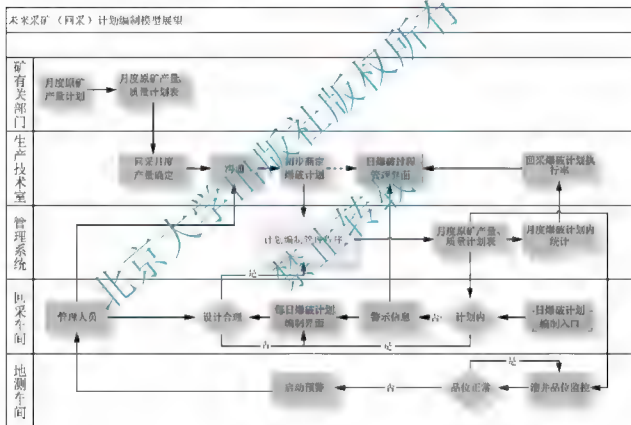 未来采矿（回采）计划编制模型展望
矿有关部门
月度原矿
产量计划
月度原矿产量、
质量计划表
生产技术室
回采月度
产量确定
初步拟定
爆破计划
日爆破过程
管理界面
回采爆破计划执
行率
管理系统
计划编制管理程序
月度原矿产量、
质量计划表
月度爆破计划内
统计
是
回采车间
管理人员
设计合理
每日爆破计划
编制界面
警示信息
否
计划内
日爆破计划
编制入口
否
是
地测车间
启动预警
否
品位正常
是
溜井品位监控
北京大学出版社版权所有
禁止转载